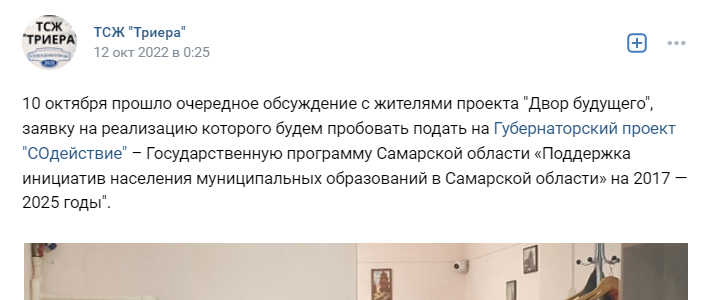 ТСЖ
"ТРИЕРА"
ТСЖ "Триера"
12 окт 2022 в 0:25
10 октября прошло очередное обсуждение с жителями проекта "Двор будущего",
заявку на реализацию которого будем пробовать подать на Губернаторский проект
"СОдействие" – Государственную программу Самарской области «Поддержка
инициатив населения муниципальных образований в Самарской области» на 2017 —
2025 годы".